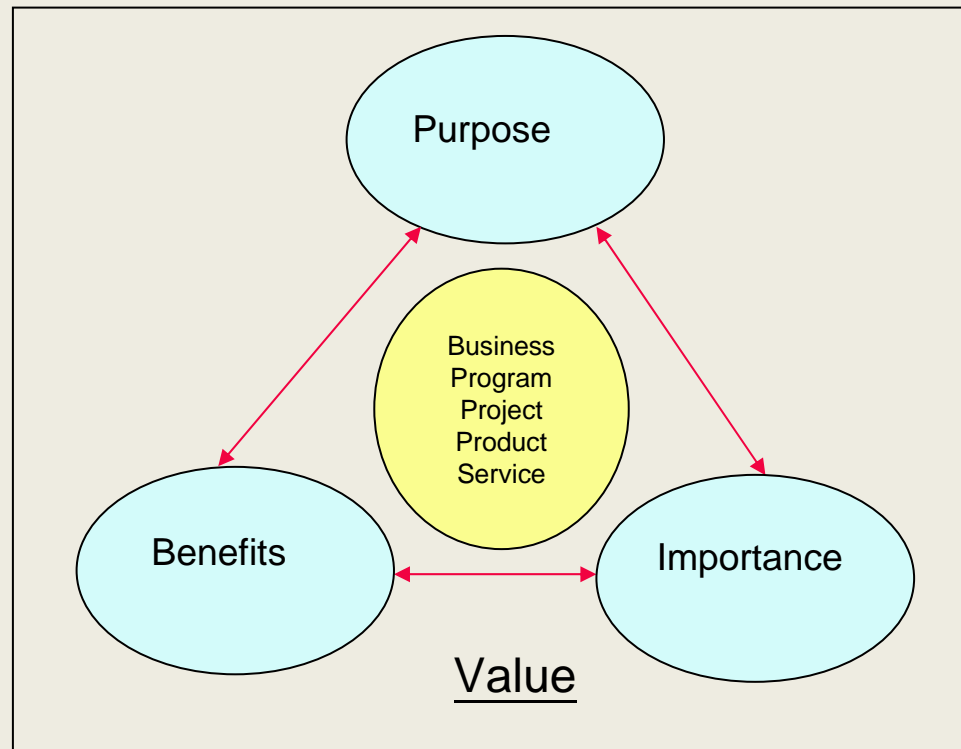 Purpose
Business
Program
Project
Product
Service
Benefits
Importance
Value